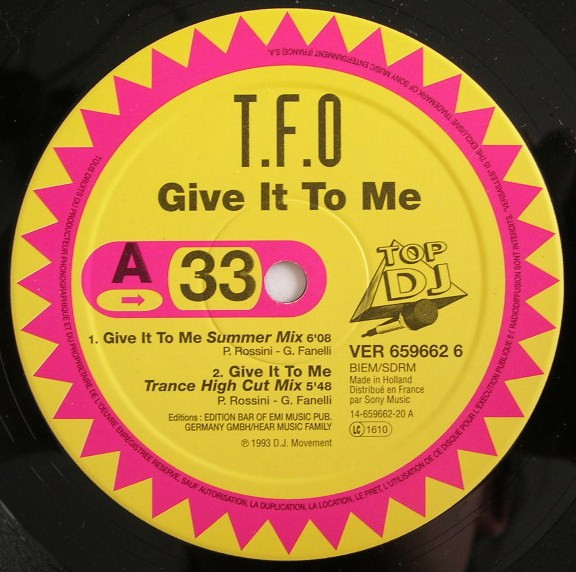 T.F.O
Give It To Me
A
33
TOP
DJ
1. Give It To Me Summer Mix 6'08
P. Rossini - G. Fanelli
2. Give It To Me
Trance High Cut Mix 5'48
P. Rossini - G. Fanelli
Editions : EDITION BAR OF EMI MUSIC PUB.
GERMANY GMBH/HEAR MUSIC FAMILY
℗ 1993 D.J. Movement
VER 659662 6
BIEM/SDRM
Made in Holland
Distribué en France
par Sony Music
14-659662-20 A
LC 1610
TOUS DROITS DU PRODUCTEUR PHONOGRAPHIQUE ET DU PROPRIETAIRE DE L'OEUVRE ENREGISTREE RESERVE, SAUF AUTORISATION, LA DUPLICATION, LA LOCATION, LE PRET, L'UTILISATION DE CE DISQUE POUR L'EXECUTION PUBLIQUE ET RADIODIFFUSION SONT INTERDITS. "VERSAILLES" IS THE EXCLUSIVE TRADEMARK OF SONY MUSIC ENTERTAINMENT (FRANCE) S.A.